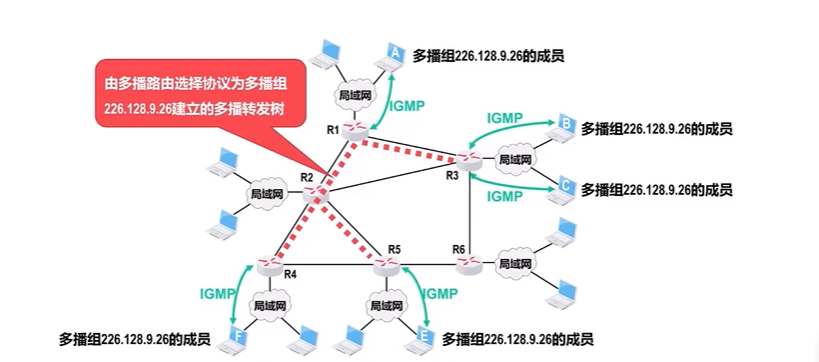 A
多播组226.128.9.26的成员
由多播路由选择协议为多播组
226.128.9.26建立的多播转发树
局域网
IGMP
R1
IGMP
B
多播组226.128.9.26的成员
R3
局域网
R2
局域网
IGMP
C
多播组226.128.9.26的成员
R5
R6
R4
局域网
IGMP
局域网
局域网
IGMP
多播组226.128.9.26的成员
F
E
多播组226.128.9.26的成员